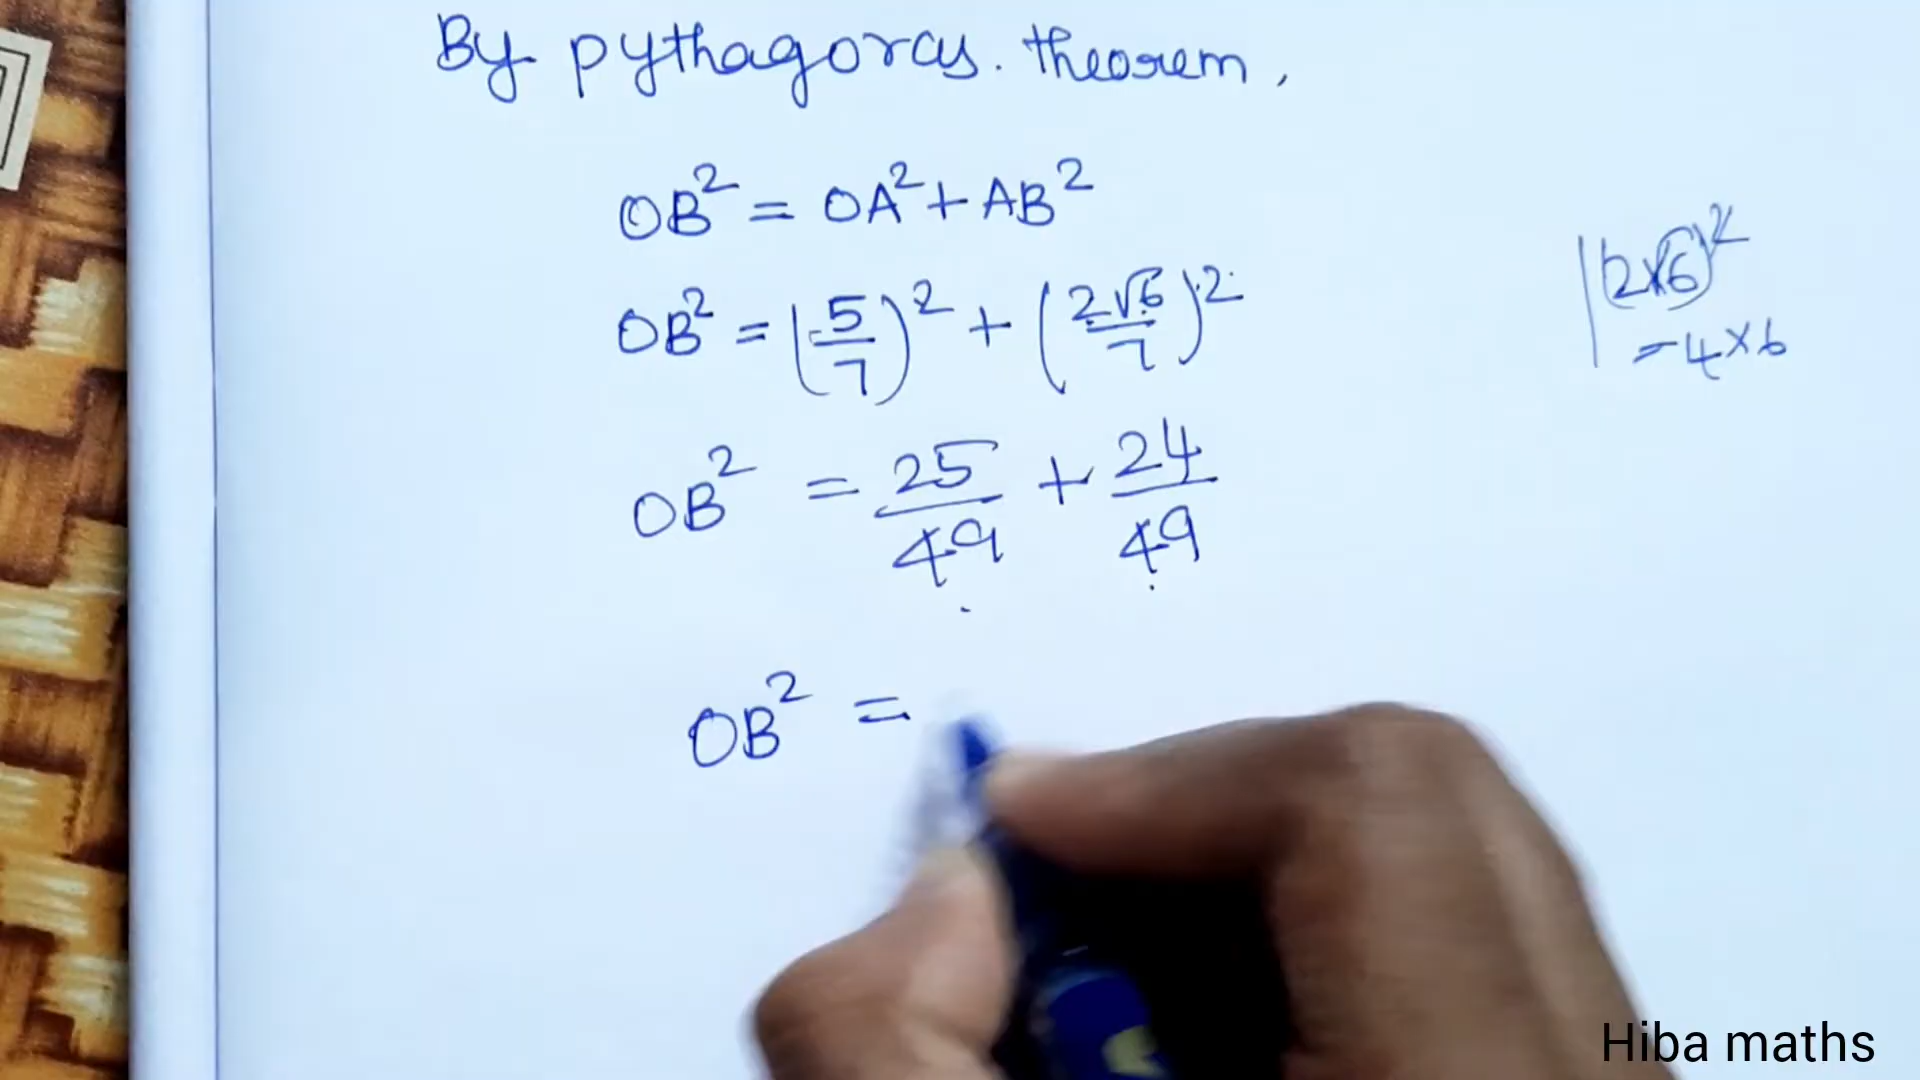 By pythagoras. theorem,
OB² = OA² + AB²
OB² = (5/7)² + (2√6/7)²
(2√6)²
= 4×6
OB² = 25/49 + 24/49
OB² =
Hiba maths